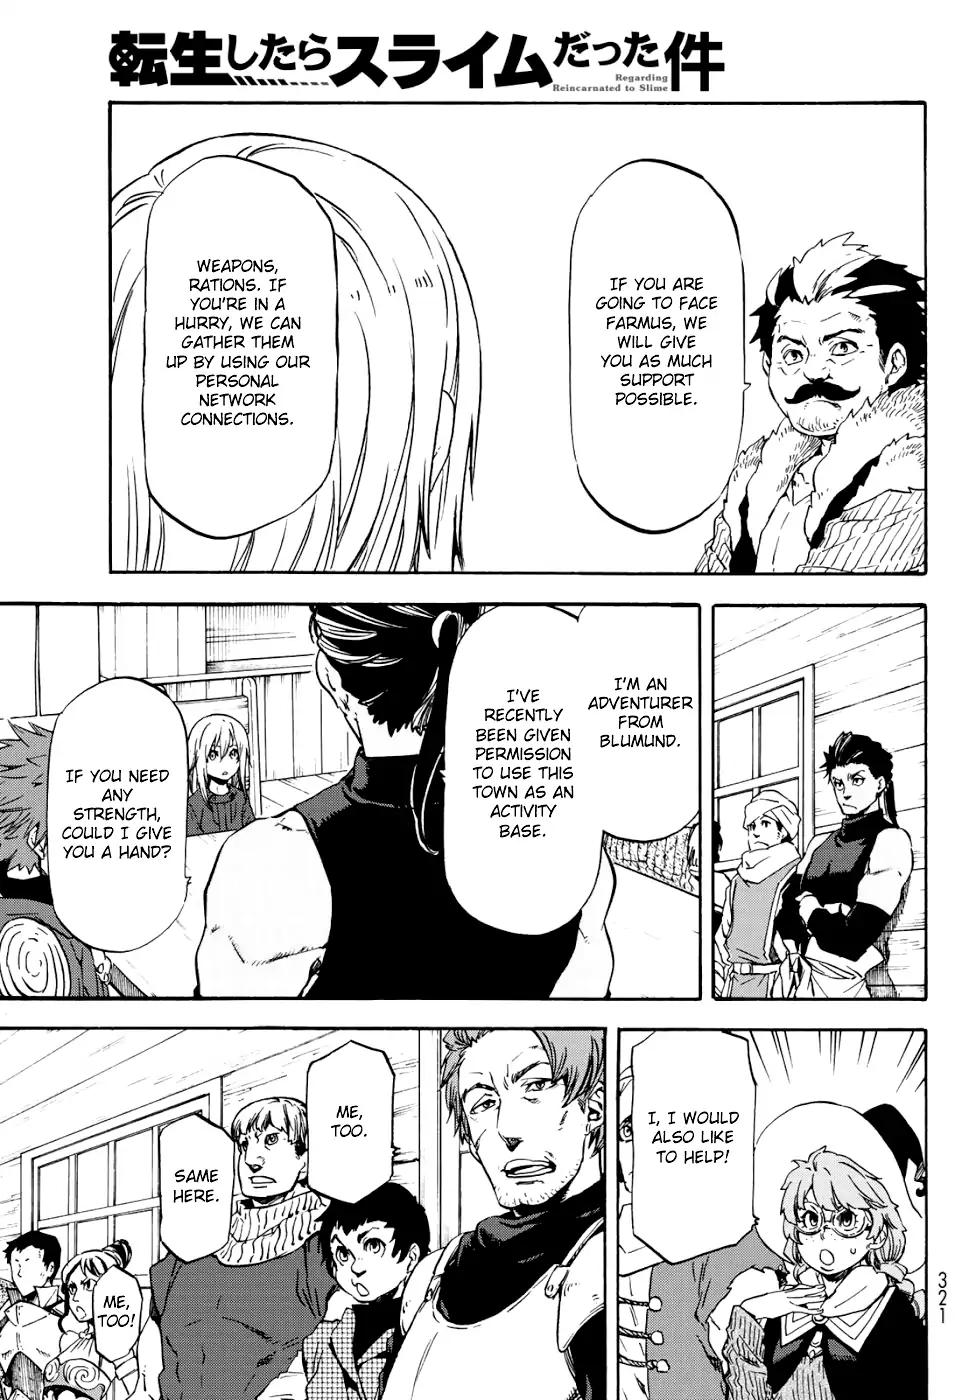 転生したらスライムだった件
Regarding
Reincarnated to Slime
IF YOU ARE
GOING TO FACE
FARMUS, WE
WILL GIVE
YOU AS MUCH
SUPPORT
POSSIBLE.
WEAPONS,
RATIONS. IF
YOU'RE IN A
HURRY, WE CAN
GATHER THEM
UP BY USING OUR
PERSONAL
NETWORK
CONNECTIONS.
I'M AN
ADVENTURER
FROM
BLUMUND.
I'VE
RECENTLY
BEEN GIVEN
PERMISSION
TO USE THIS
TOWN AS AN
ACTIVITY
BASE.
IF YOU NEED
ANY
STRENGTH,
COULD I GIVE
YOU A HAND?
I, I WOULD
ALSO LIKE
TO HELP!
ME,
TOO.
SAME
HERE.
ME,
TOO!
321